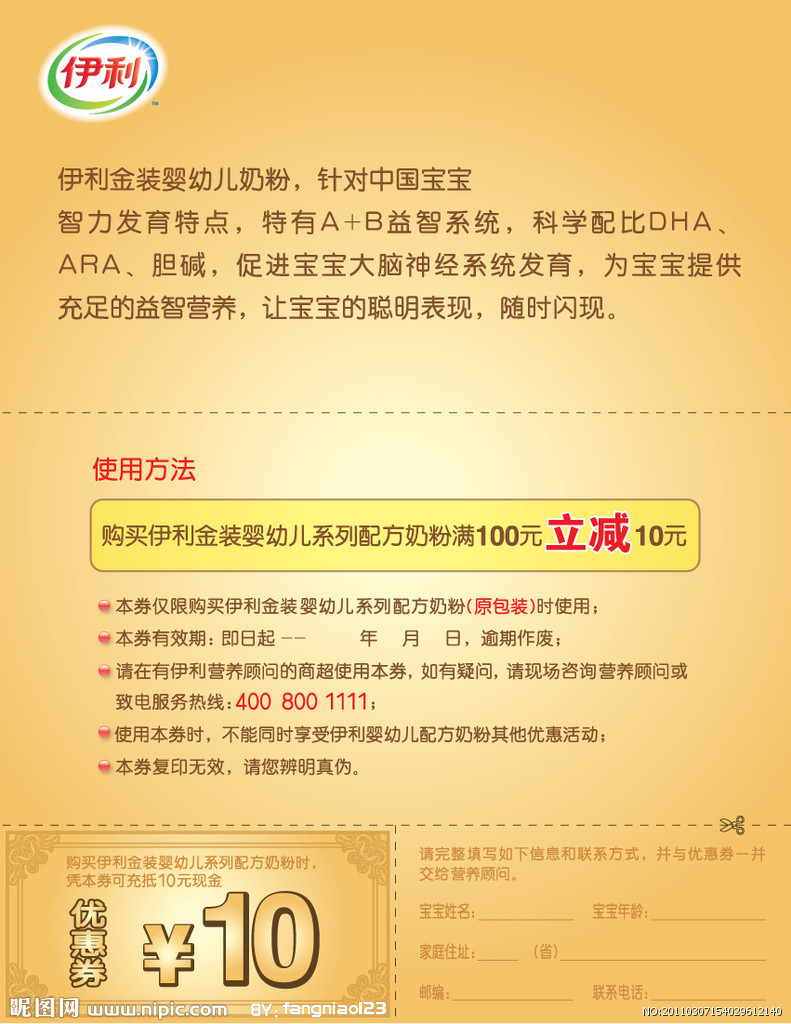 伊利
TM
伊利金装婴幼儿奶粉，针对中国宝宝
智力发育特点，特有A+B益智系统，科学配比DHA、
ARA、胆碱，促进宝宝大脑神经系统发育，为宝宝提供
充足的益智营养，让宝宝的聪明表现，随时闪现。
使用方法
购买伊利金装婴幼儿系列配方奶粉满100元立减10元
本券仅限购买伊利金装婴幼儿系列配方奶粉(原包装)时使用；
本券有效期：即日起 -- 年 月 日，逾期作废；
请在有伊利营养顾问的商超使用本券，如有疑问，请现场咨询营养顾问或
致电服务热线：400 800 1111；
使用本券时，不能同时享受伊利婴幼儿配方奶粉其他优惠活动；
本券复印无效，请您辨明真伪。
购买伊利金装婴幼儿系列配方奶粉时，
凭本券可充抵10元现金
优惠券
¥10
请完整填写如下信息和联系方式，并与优惠券一并
交给营养顾问。
宝宝姓名：________ 宝宝年龄：________
家庭住址：____（省）________
邮编：________ 联系电话：________
昵图网 www.nipic.com BY: fangniao123
NO:20110307154029612140